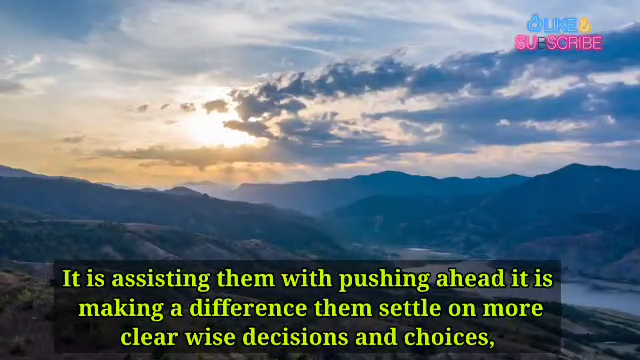 LIKE&
SUBSCRIBE
It is assisting them with pushing ahead it is
making a difference them settle on more
clear wise decisions and choices,